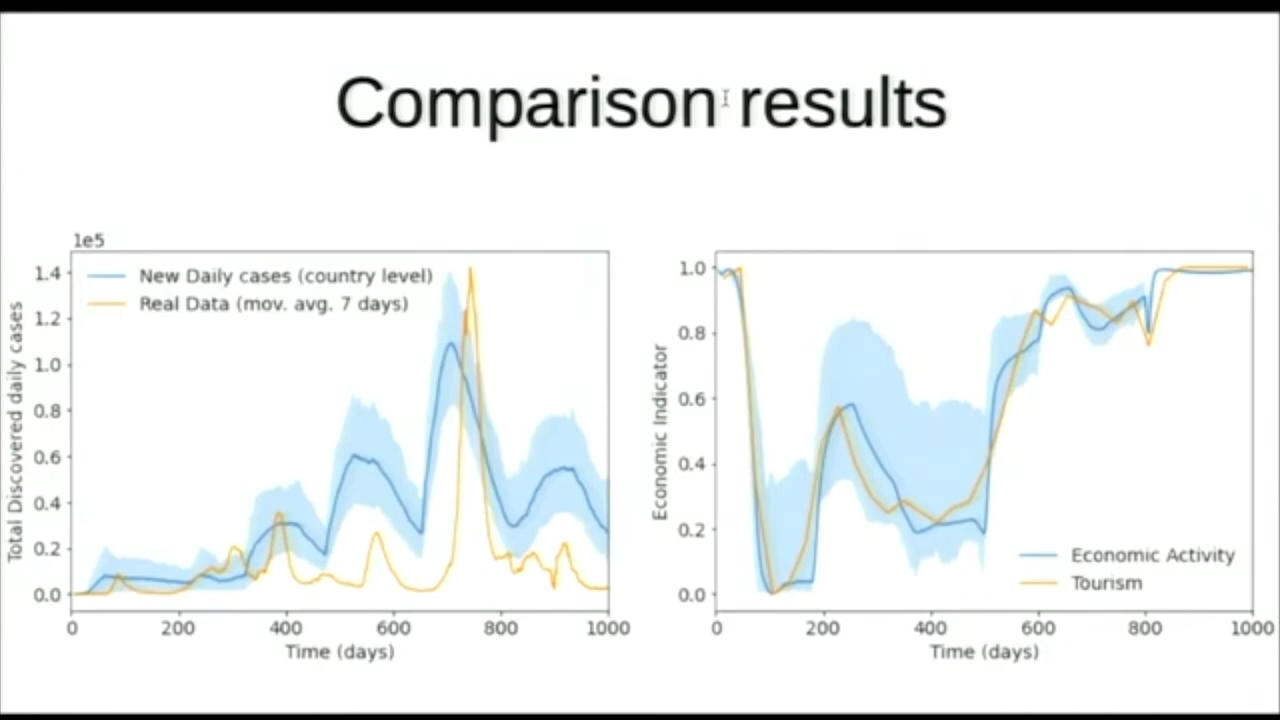 Comparison results
1e5
New Daily cases (country level)
Real Data (mov. avg. 7 days)
Total Discovered daily cases
1.4
1.2
1.0
0.8
0.6
0.4
0.2
0.0
0 200 400 600 800 1000
Time (days)
Economic Indicator
1.0
0.8
0.6
0.4
0.2
0.0
Economic Activity
Tourism
0 200 400 600 800 1000
Time (days)